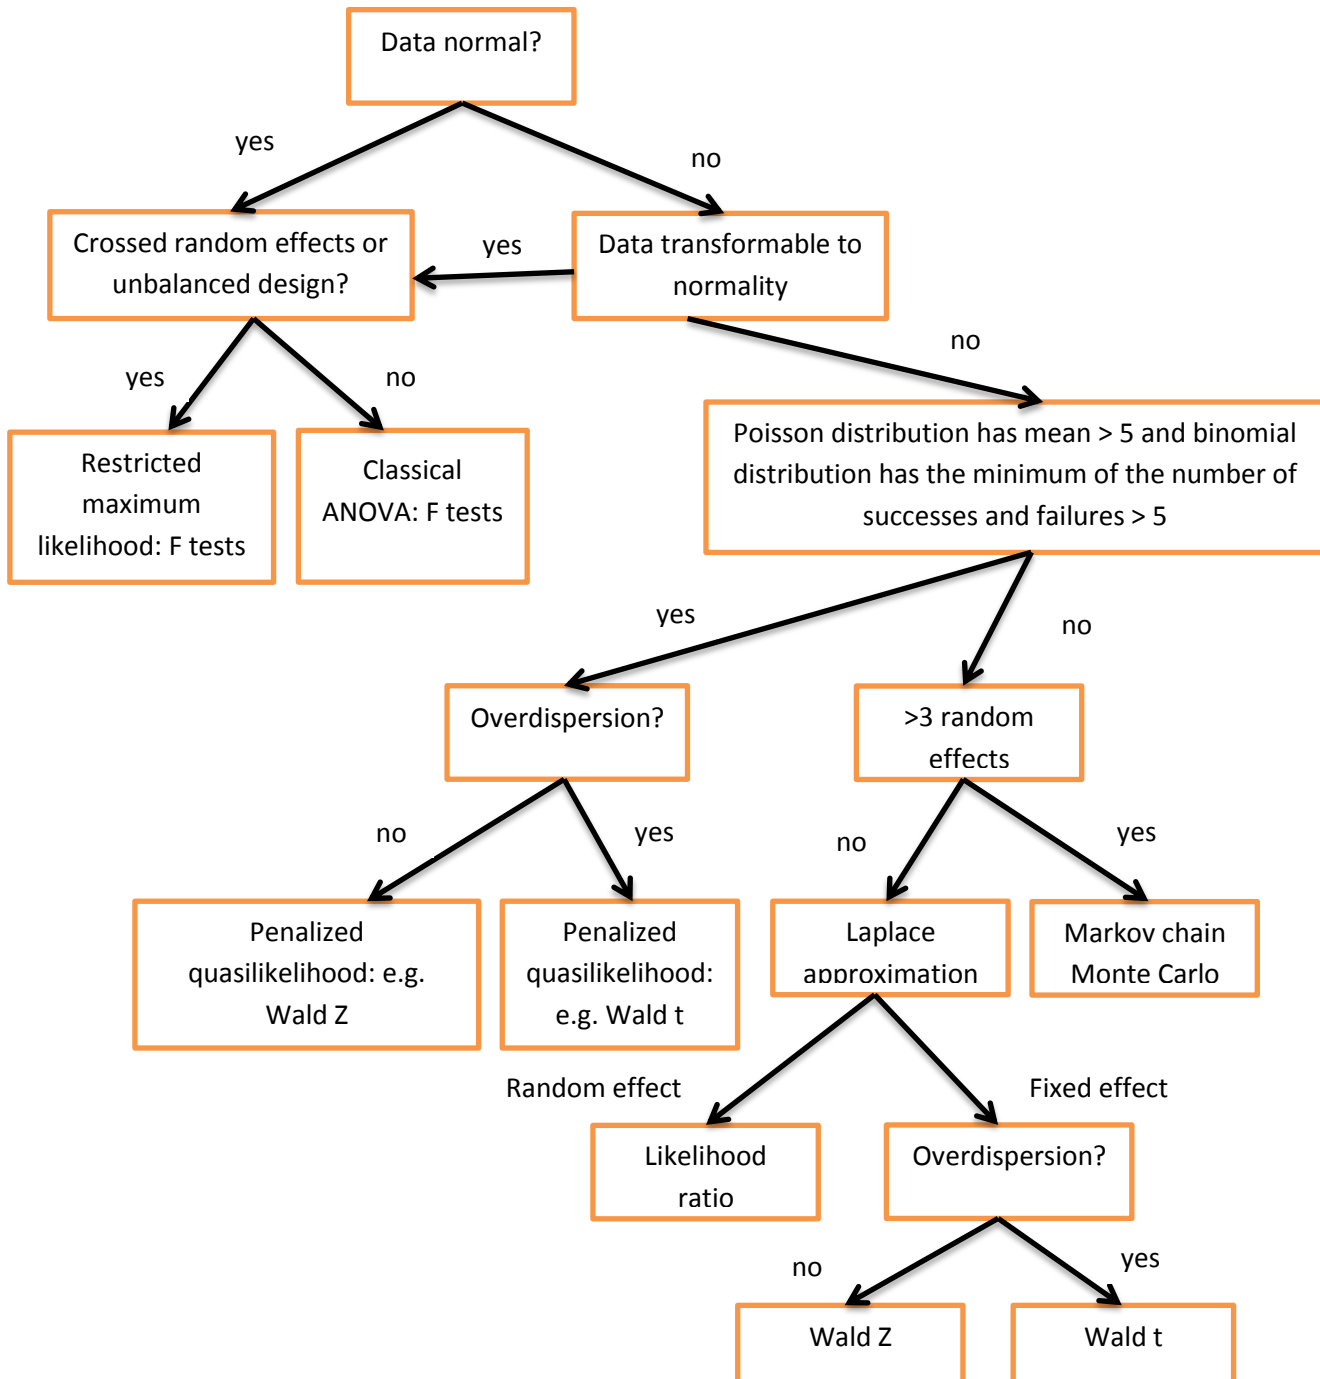 Data normal?
yes
no
Crossed random effects or
unbalanced design?
yes
Data transformable to
normality
no
yes
no
Restricted
maximum
likelihood: F tests
Classical
ANOVA: F tests
Poisson distribution has mean > 5 and binomial
distribution has the minimum of the number of
successes and failures > 5
yes
no
Overdispersion?
>3 random
effects
no
yes
no
yes
Penalized
quasilikelihood: e.g.
Wald Z
Penalized
quasilikelihood:
e.g. Wald t
Laplace
approximation
Markov chain
Monte Carlo
Random effect
Fixed effect
Likelihood
ratio
Overdispersion?
no
yes
Wald Z
Wald t